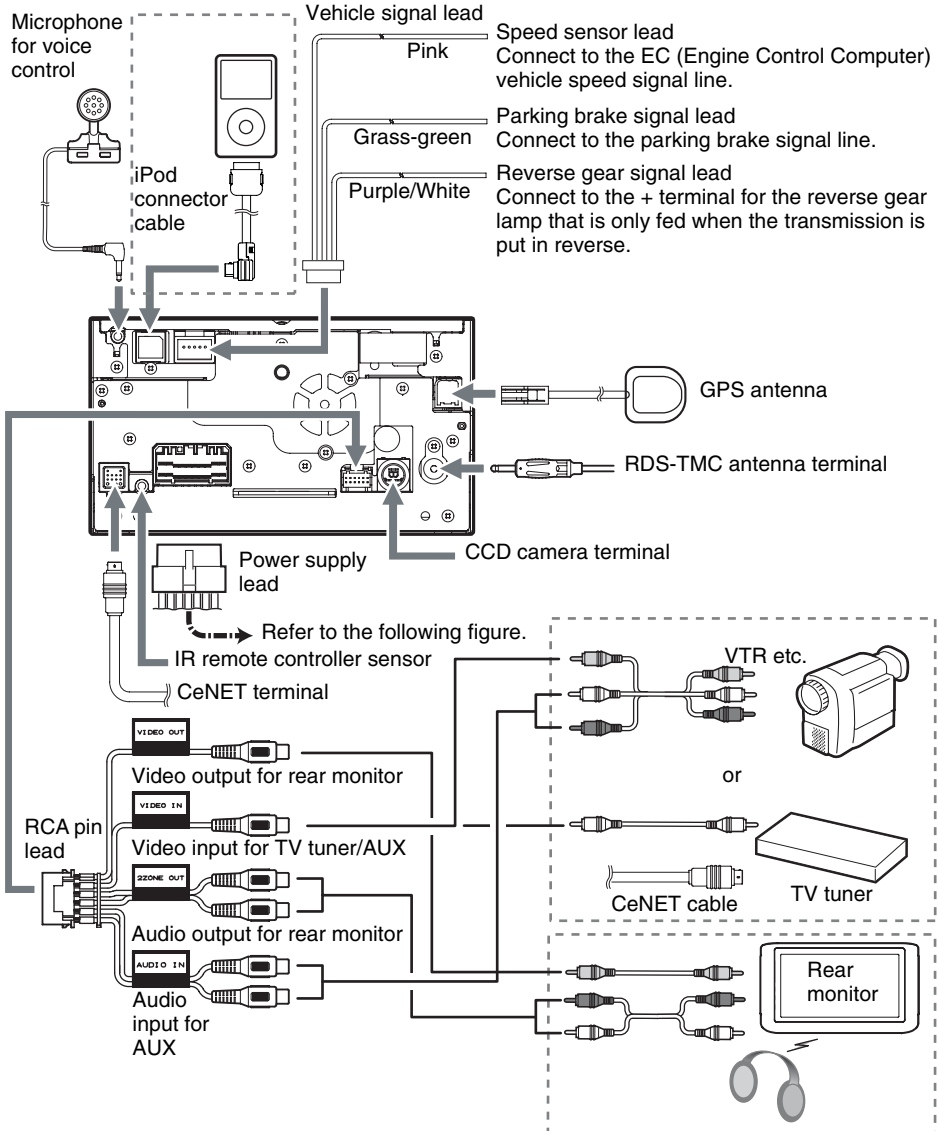 Microphone
for voice
control
iPod
connector
cable
Vehicle signal lead
Pink
Speed sensor lead
Connect to the EC (Engine Control Computer)
vehicle speed signal line.
Grass-green
Parking brake signal lead
Connect to the parking brake signal line.
Purple/White
Reverse gear signal lead
Connect to the + terminal for the reverse gear
lamp that is only fed when the transmission is
put in reverse.
GPS antenna
RDS-TMC antenna terminal
CCD camera terminal
Power supply
lead
Refer to the following figure.
IR remote controller sensor
CeNET terminal
VIDEO OUT
Video output for rear monitor
VIDEO IN
Video input for TV tuner/AUX
RCA pin
lead
2ZONE OUT
Audio output for rear monitor
AUDIO IN
Audio
input for
AUX
VTR etc.
or
CeNET cable
TV tuner
Rear
monitor